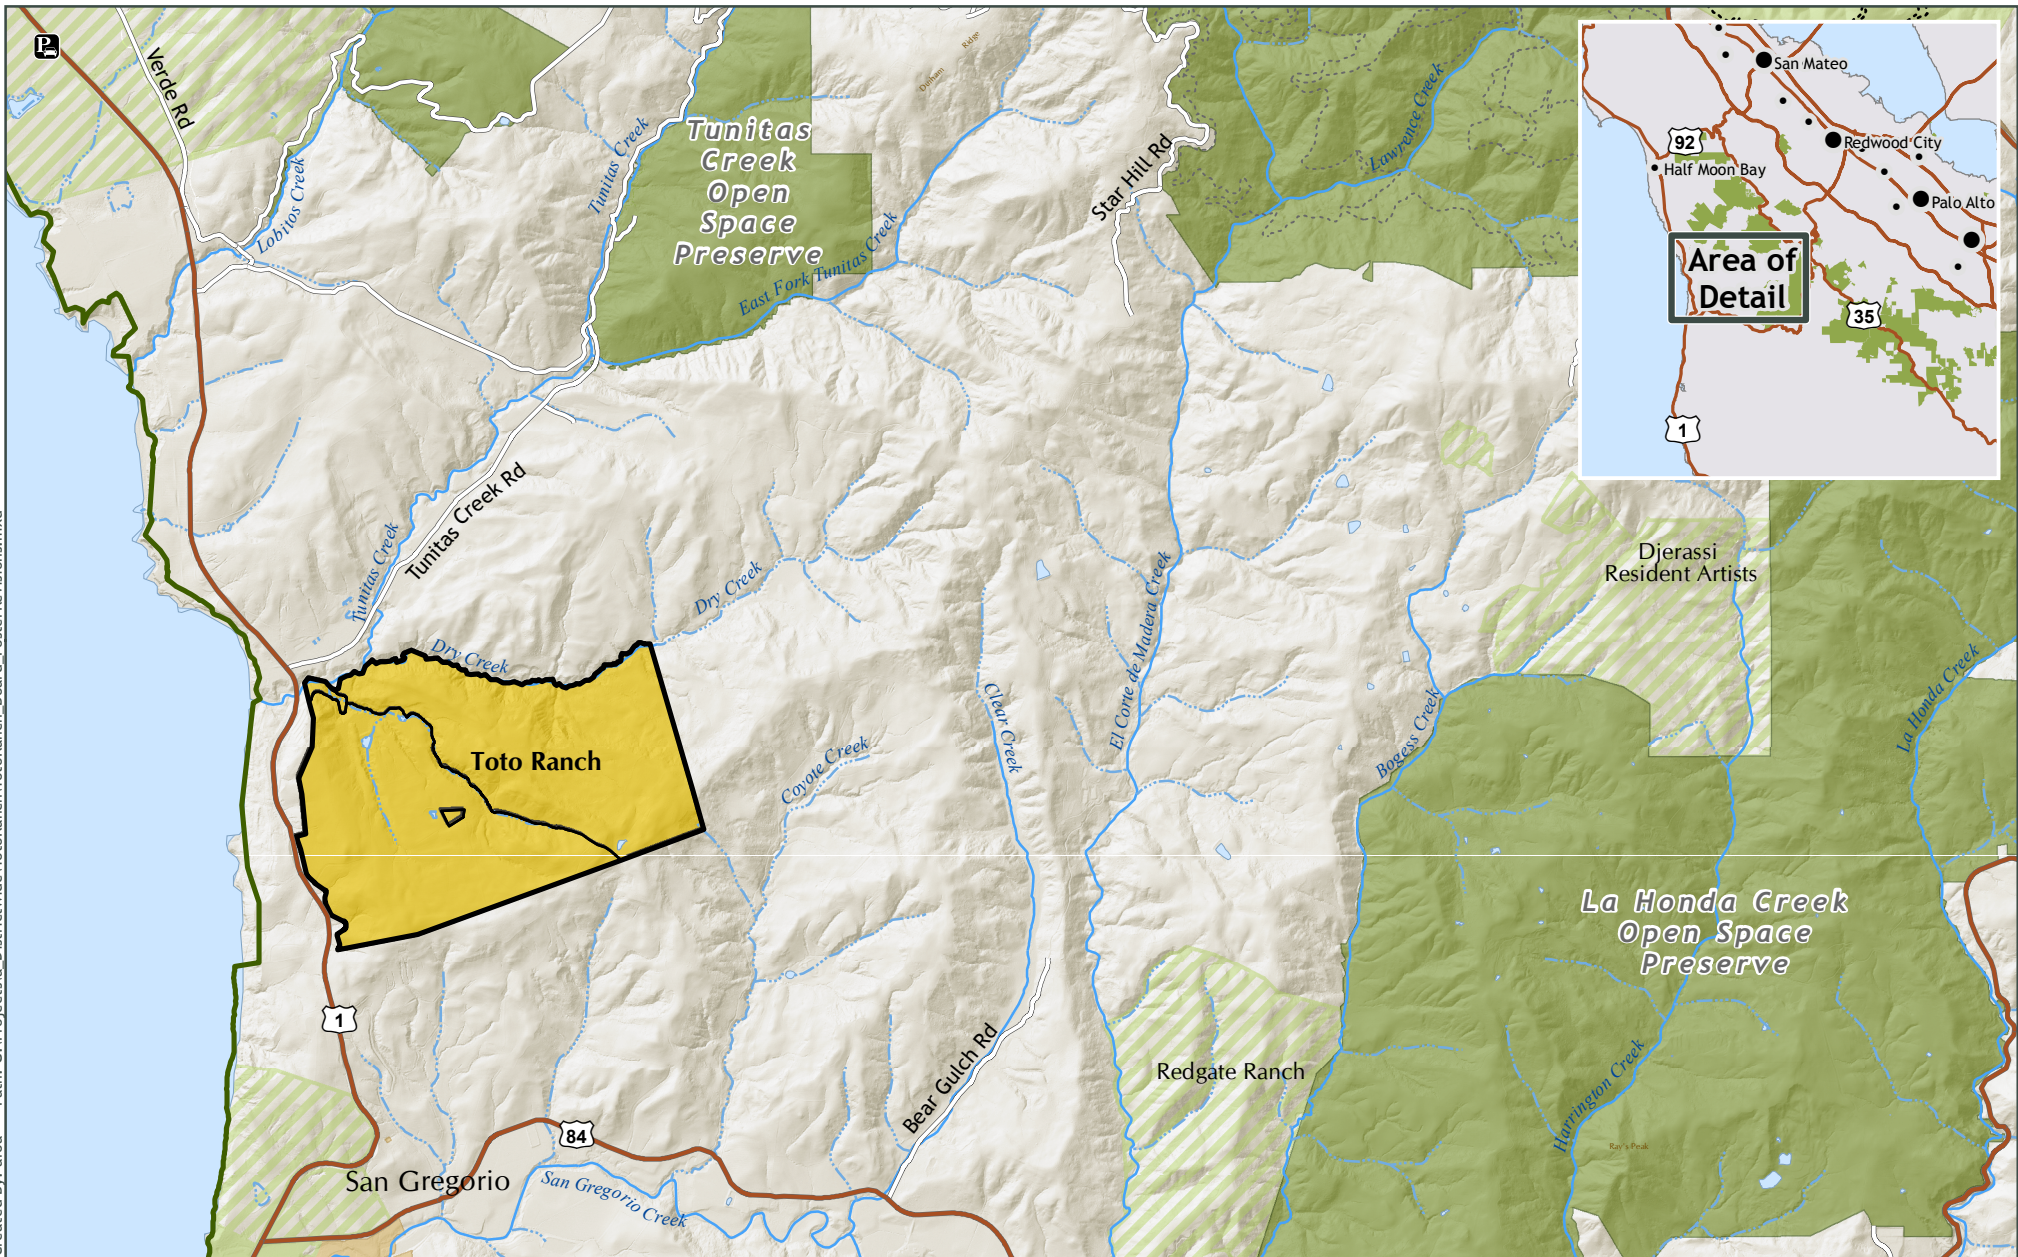 P
Verde Rd
Lobitos Creek
Tunitas Creek
Tunitas
Creek
Open
Space
Preserve
East Fork Tunitas Creek
Durham
Ridge
Star Hill Rd
Lawrence Creek
San Mateo
92
Redwood City
Half Moon Bay
Palo Alto
Area of
Detail
35
1
Tunitas Creek
Tunitas Creek Rd
Dry Creek
Dry Creek
Toto Ranch
Coyote Creek
Clear Creek
El Corte de Madera Creek
Bogess Creek
Djerassi
Resident Artists
La Honda Creek
La Honda Creek
Open Space
Preserve
Harrington Creek
Ray's Peak
Redgate Ranch
Bear Gulch Rd
1
84
San Gregorio
San Gregorio Creek